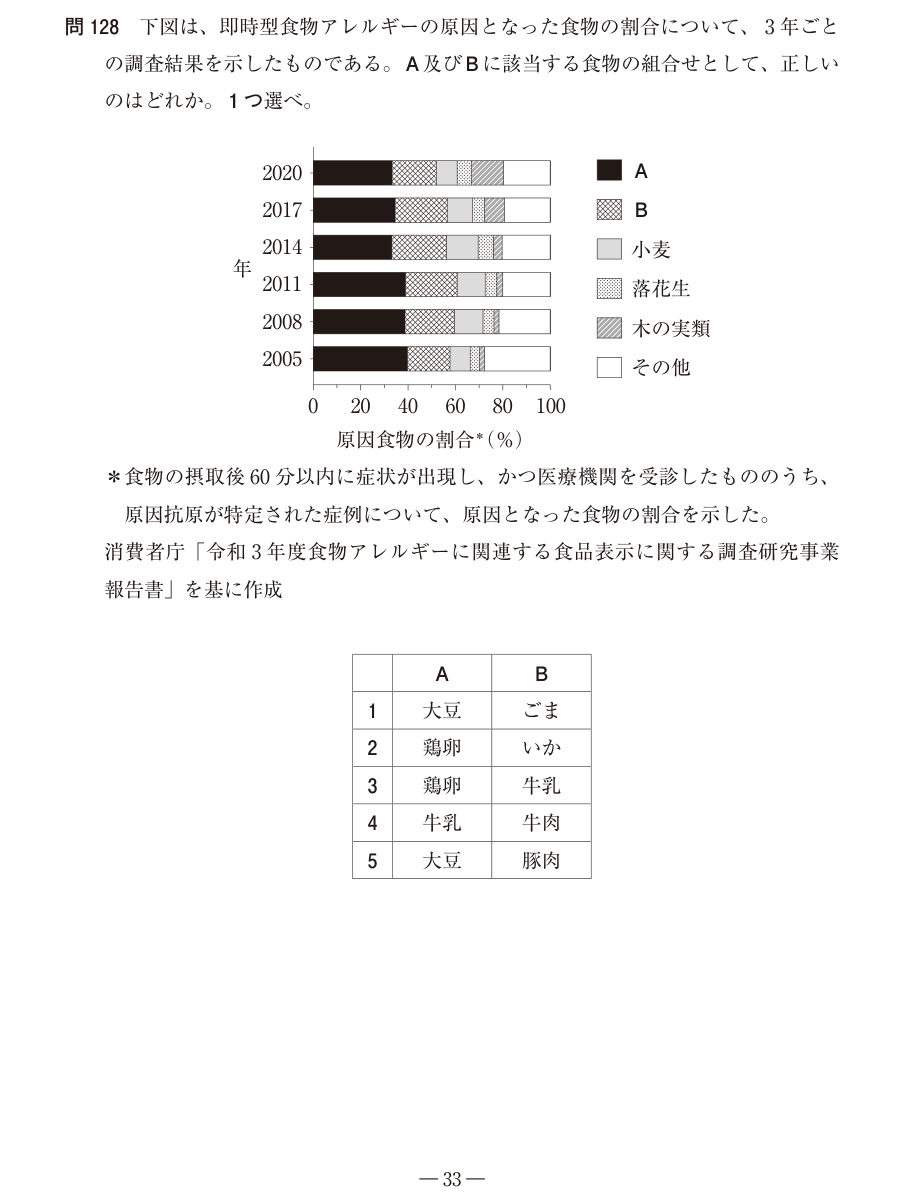 問 128　下図は、即時型食物アレルギーの原因となった食物の割合について、3年ごと
の調査結果を示したものである。A及びBに該当する食物の組合せとして、正しい
のはどれか。1つ選べ。
2020
2017
2014
2011
2008
2005
年
0 20 40 60 80 100
原因食物の割合*(％)
A
B
小麦
落花生
木の実類
その他
＊食物の摂取後 60 分以内に症状が出現し、かつ医療機関を受診したもののうち、
原因抗原が特定された症例について、原因となった食物の割合を示した。
消費者庁「令和3年度食物アレルギーに関連する食品表示に関する調査研究事業
報告書」を基に作成
A B
1 大豆 ごま
2 鶏卵 いか
3 鶏卵 牛乳
4 牛乳 牛肉
5 大豆 豚肉
— 33 —